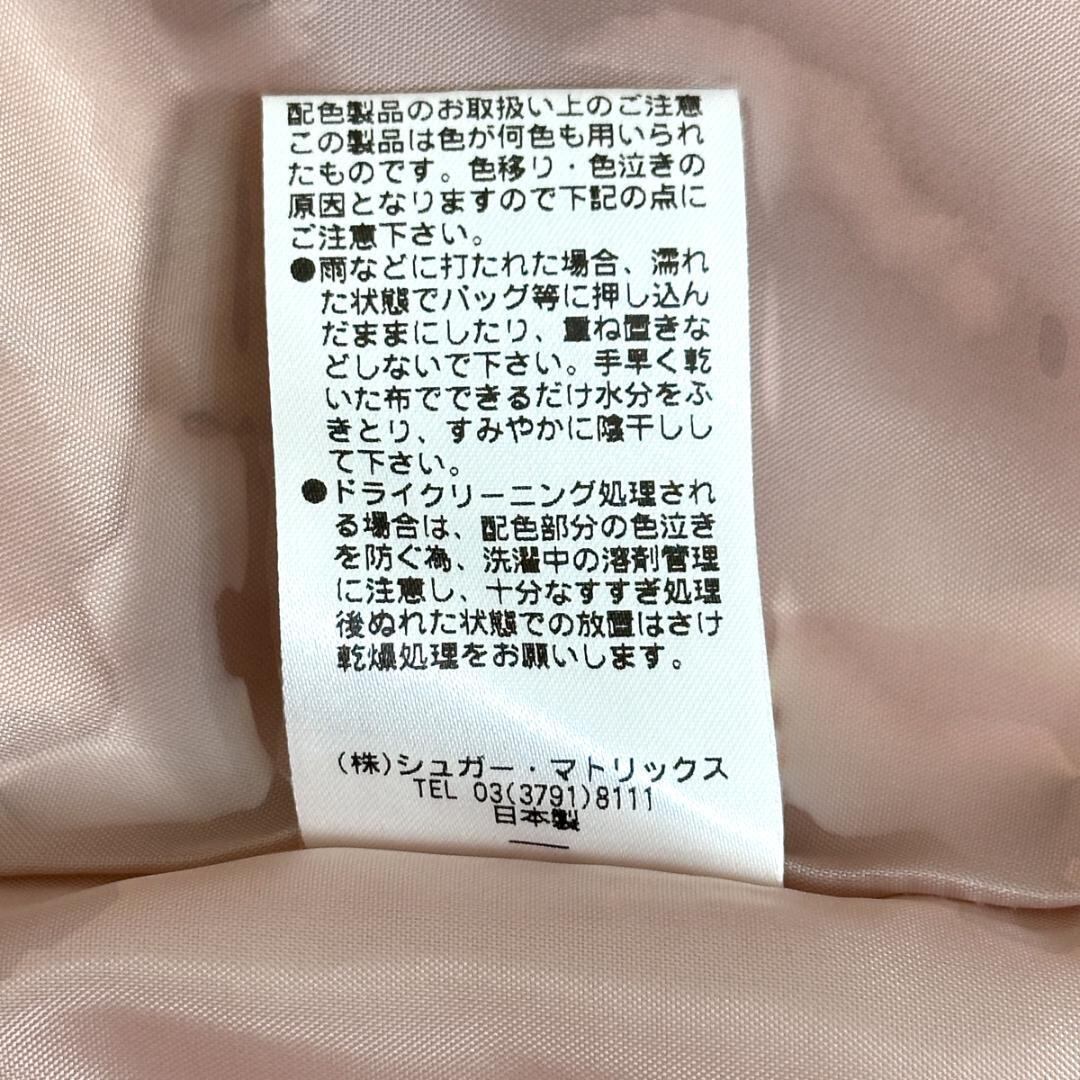 配色製品のお取扱い上のご注意
この製品は色が何色も用いられ
たものです。色移り・色泣きの
原因となりますので下記の点に
ご注意下さい。
●雨などに打たれた場合、濡れ
た状態でバッグ等に押し込ん
だままにしたり、重ね置きな
どしないで下さい。手早く乾
いた布でできるだけ水分をふ
きとり、すみやかに陰干しし
て下さい。
●ドライクリーニング処理され
る場合は、配色部分の色泣き
を防ぐ為、洗濯中の溶剤管理
に注意し、十分なすすぎ処理
後ぬれた状態での放置はさけ
乾燥処理をお願いします。
(株)シュガー・マトリックス
TEL 03(3791)8111
日本製